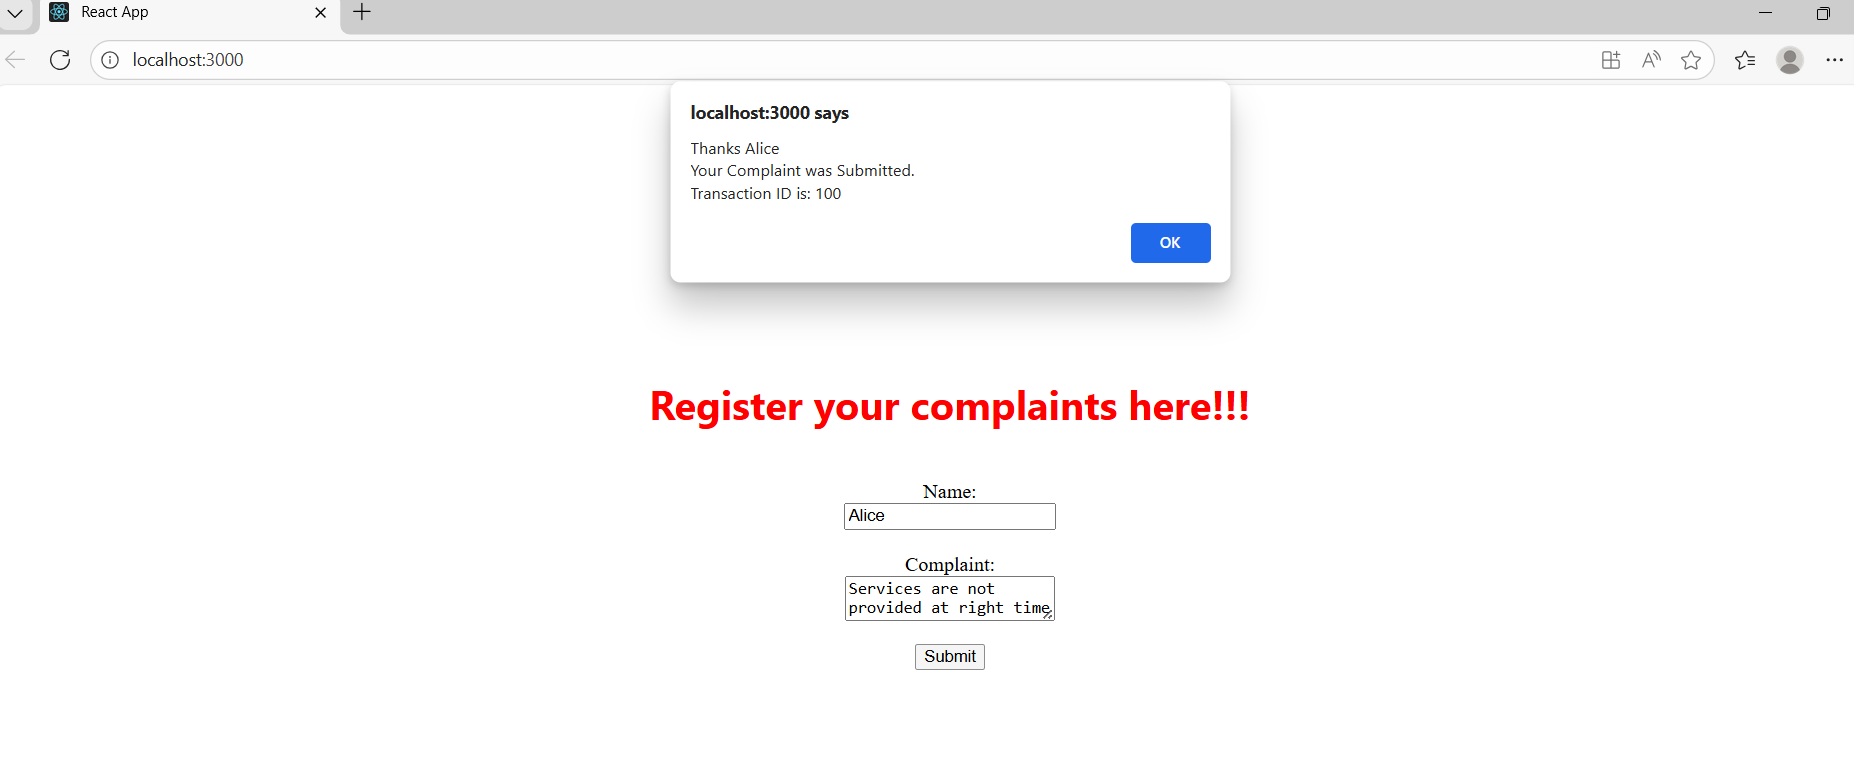 React App
localhost:3000
localhost:3000 says
Thanks Alice
Your Complaint was Submitted.
Transaction ID is: 100
OK
Register your complaints here!!!
Name:
Alice
Complaint:
Services are not
provided at right time
Submit